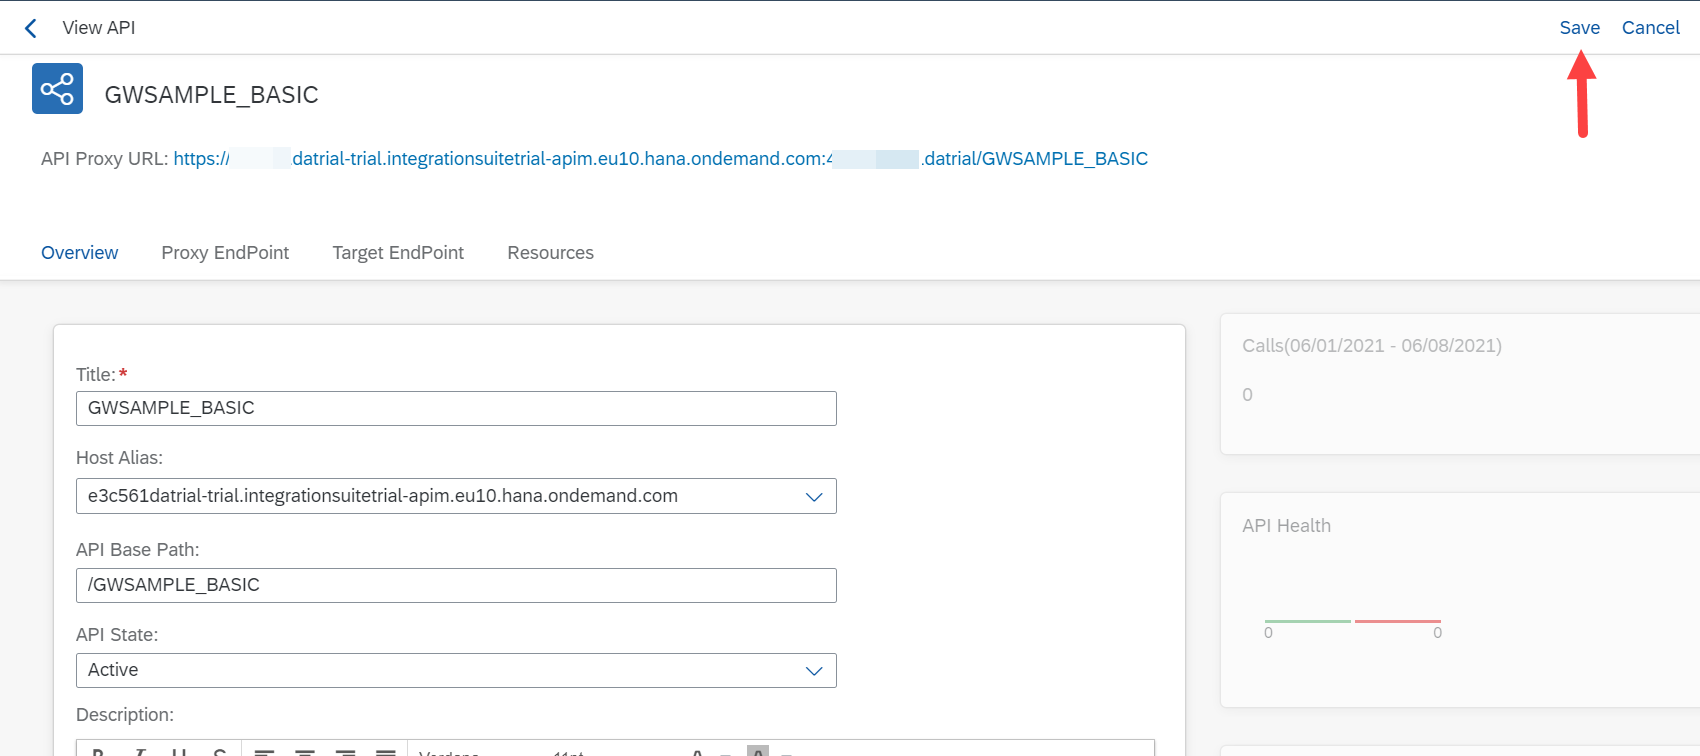 View API
Save Cancel
GWSAMPLE_BASIC
API Proxy URL: https:// .datrial-trial.integrationsuitetrial-apim.eu10.hana.ondemand.com:4 .datrial/GWSAMPLE_BASIC
Overview Proxy EndPoint Target EndPoint Resources
Title:*
GWSAMPLE_BASIC
Host Alias:
e3c561datrial-trial.integrationsuitetrial-apim.eu10.hana.ondemand.com
API Base Path:
/GWSAMPLE_BASIC
API State:
Active
Description:
Calls(06/01/2021 - 06/08/2021)
0
API Health
0 0